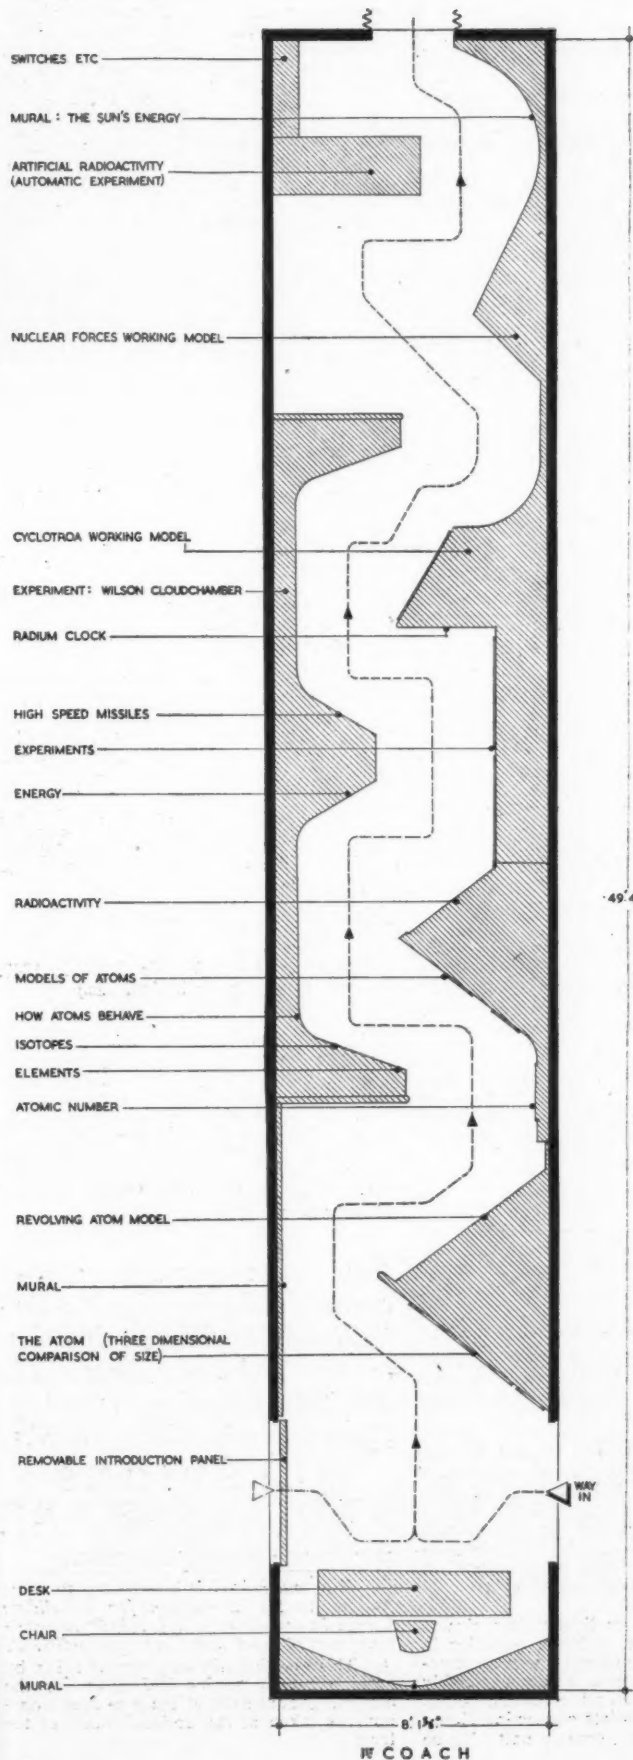 SWITCHES ETC
MURAL : THE SUN'S ENERGY
ARTIFICIAL RADIOACTIVITY
(AUTOMATIC EXPERIMENT)
NUCLEAR FORCES WORKING MODEL
CYCLOTROA WORKING MODEL
EXPERIMENT: WILSON CLOUDCHAMBER
RADIUM CLOCK
HIGH SPEED MISSILES
EXPERIMENTS
ENERGY
49'.4
RADIOACTIVITY
MODELS OF ATOMS
HOW ATOMS BEHAVE
ISOTOPES
ELEMENTS
ATOMIC NUMBER
REVOLVING ATOM MODEL
MURAL
THE ATOM (THREE DIMENSIONAL
COMPARISON OF SIZE)
REMOVABLE INTRODUCTION PANEL
WAY
IN
DESK
CHAIR
MURAL
COACH